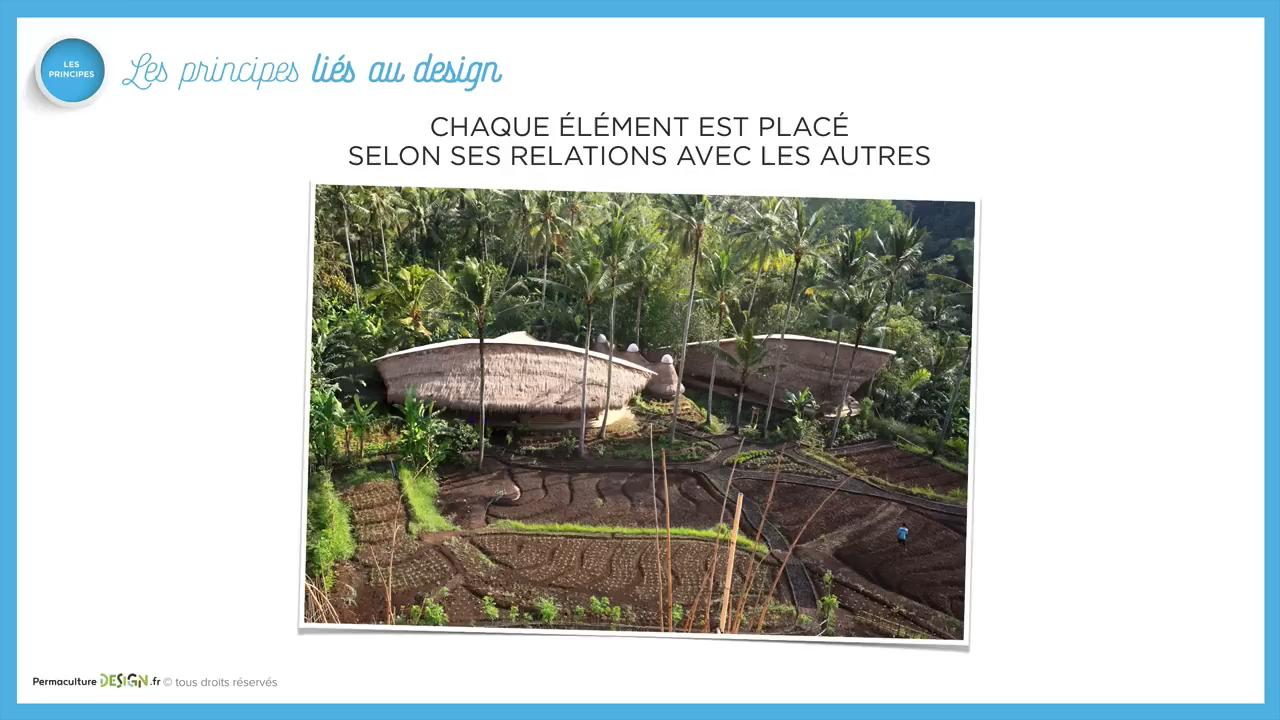 LES
PRINCIPES
Les principes liés au design
CHAQUE ÉLÉMENT EST PLACÉ
SELON SES RELATIONS AVEC LES AUTRES
Permaculture DESIGN.fr © tous droits réservés